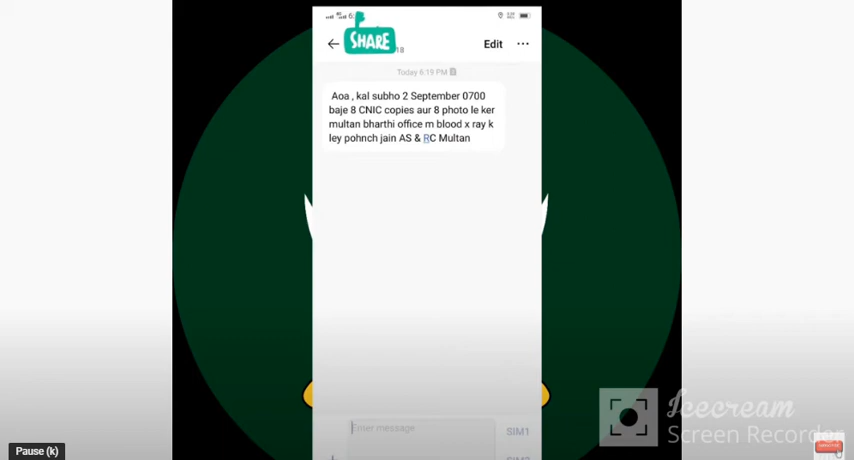 SHARE
18
Edit
Today 6:19 PM
Aoa , kal subho 2 September 0700
baje 8 CNIC copies aur 8 photo le ker
multan bharthi office m blood x ray k
ley pohnch jain AS & RC Multan
Enter message
SIM1
Icecream
Screen Recorder
Pause (k)